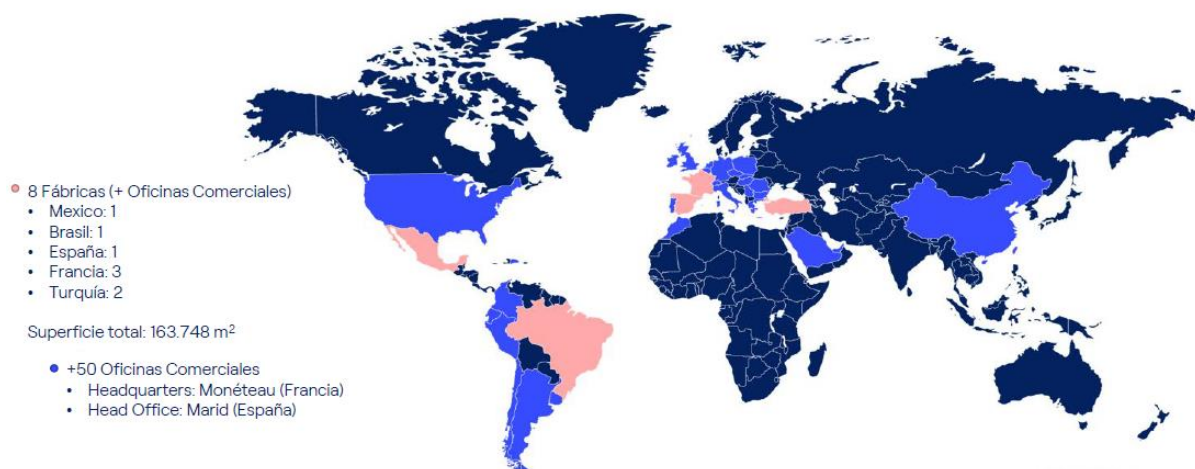 8 Fábricas (+ Oficinas Comerciales)
• Mexico: 1
• Brasil: 1
• España: 1
• Francia: 3
• Turquía: 2
Superficie total: 163.748 m²
+50 Oficinas Comerciales
• Headquarters: Monéteau (Francia)
• Head Office: Marid (España)